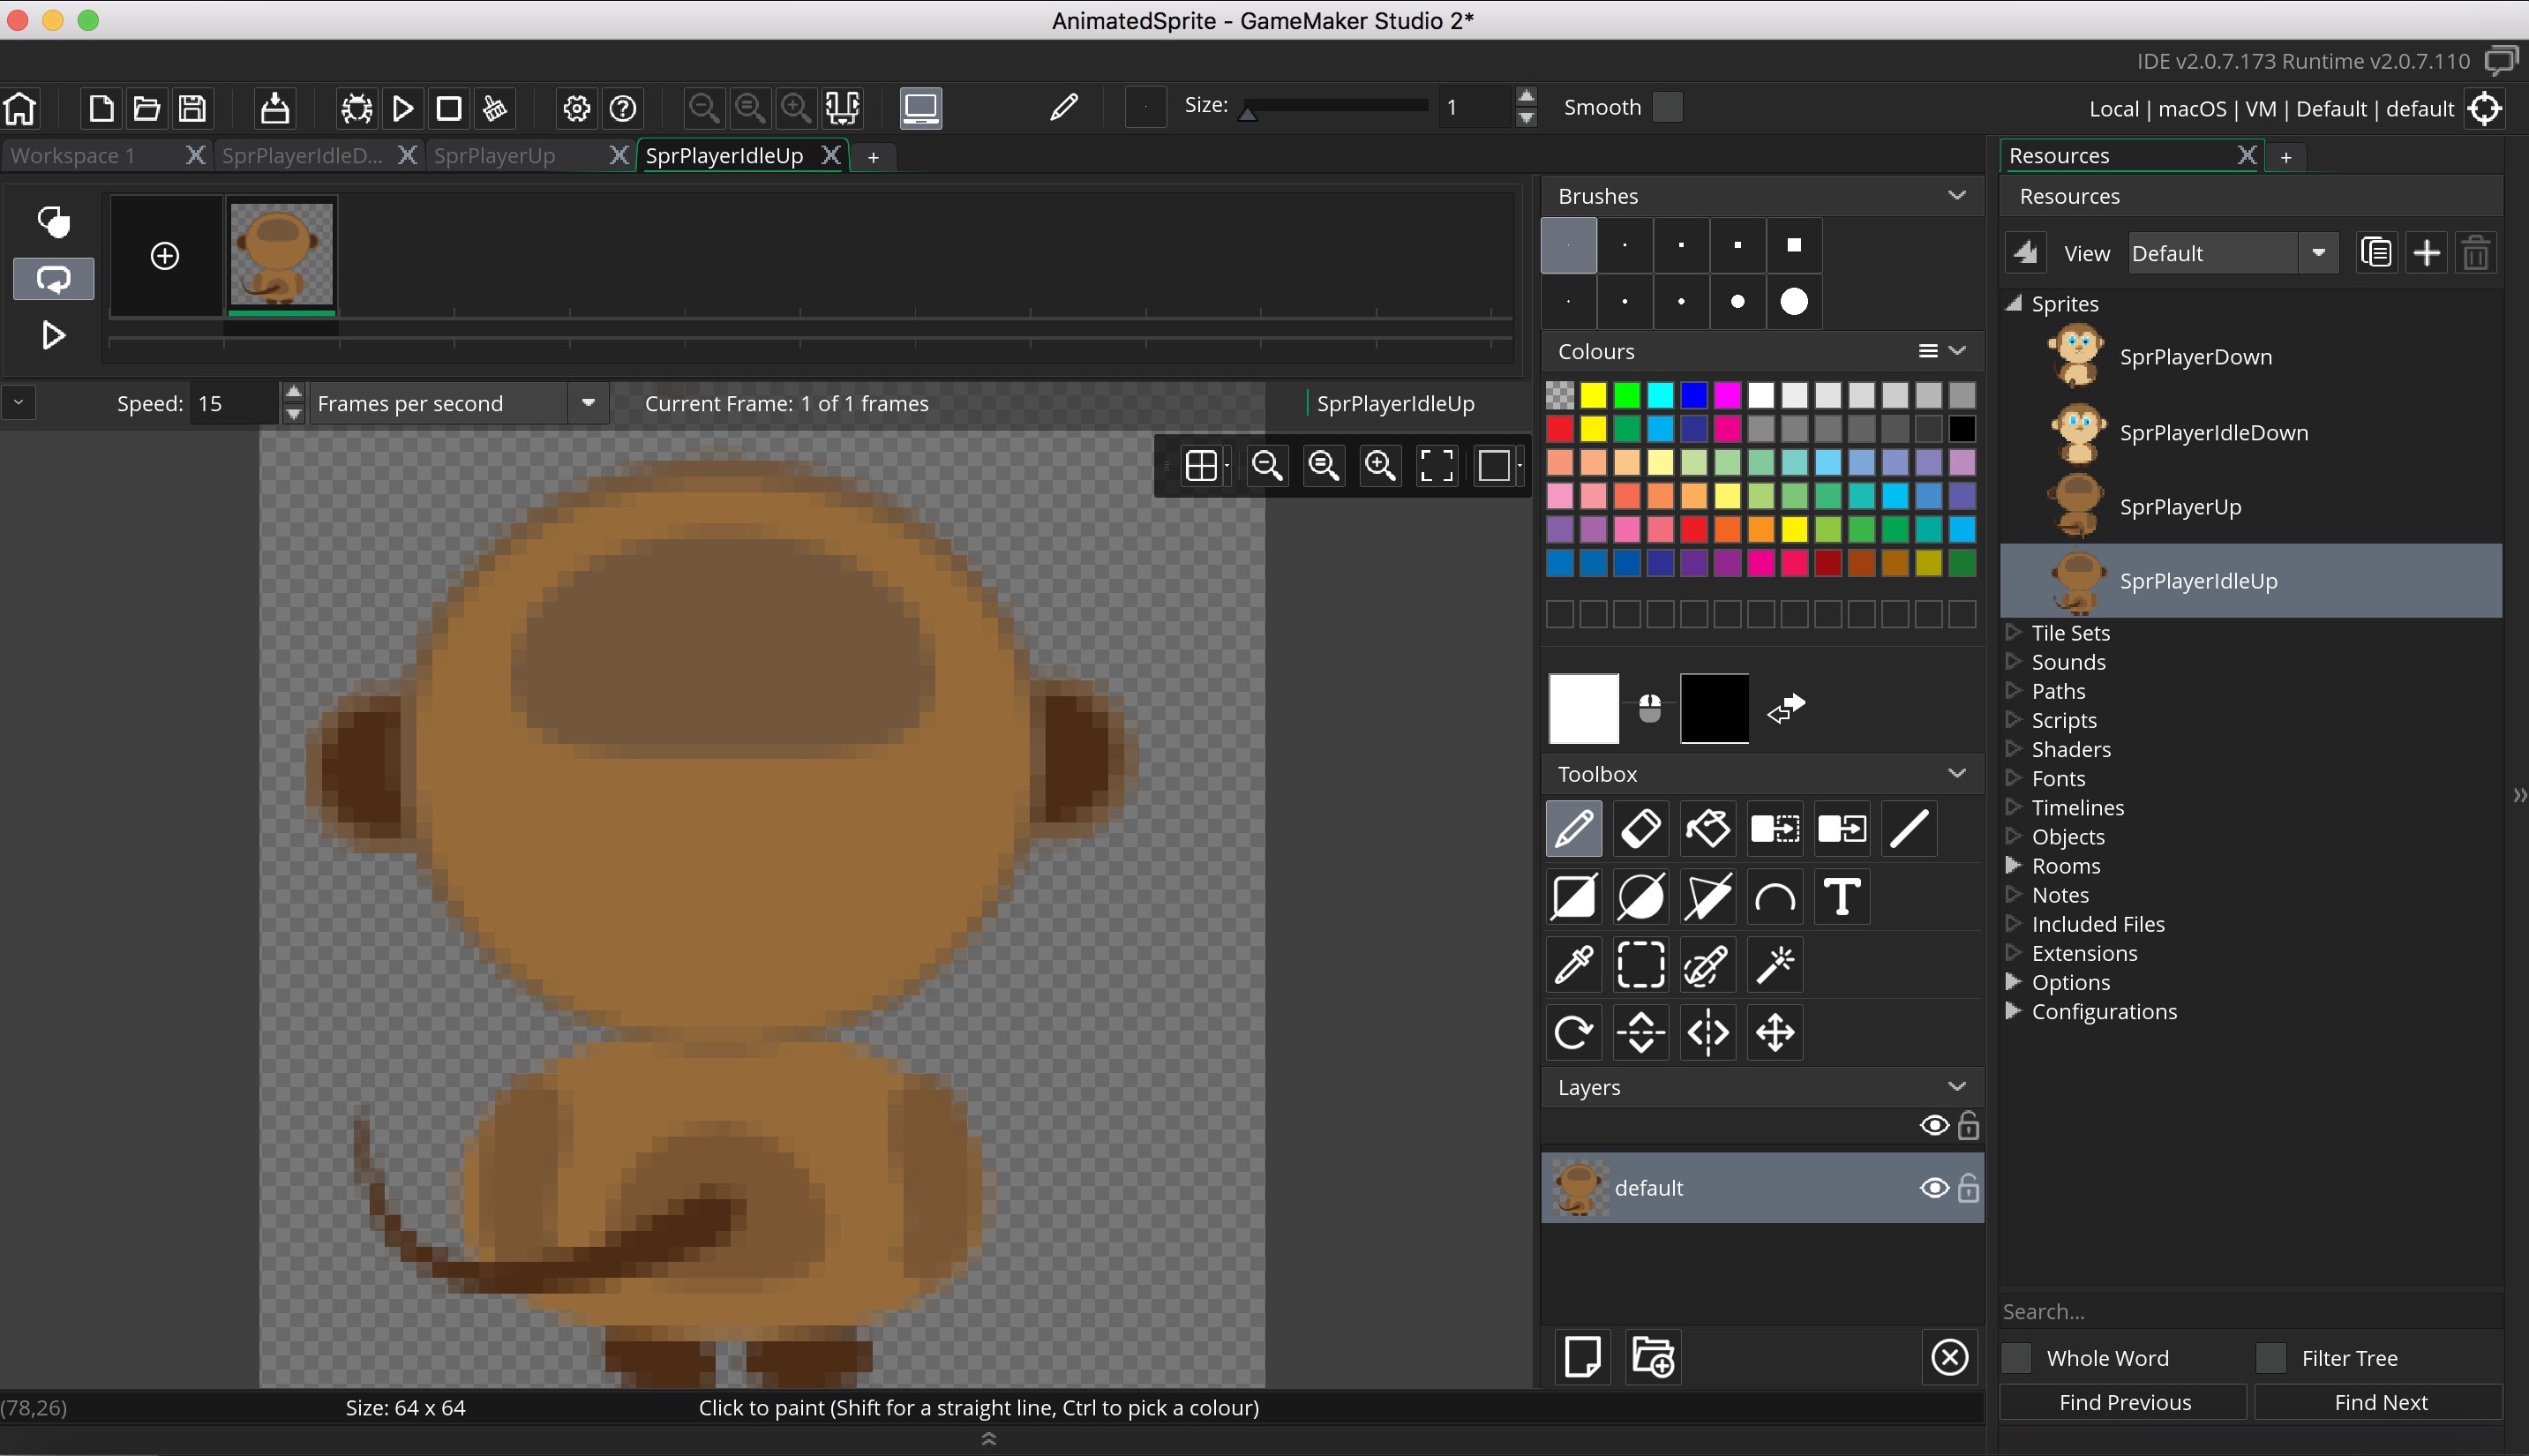 AnimatedSprite - GameMaker Studio 2*
IDE v2.0.7.173 Runtime v2.0.7.110
Size: 1 Smooth
Local | macOS | VM | Default | default
Workspace 1 SprPlayerIdleD... SprPlayerUp SprPlayerIdleUp
Speed: 15 Frames per second Current Frame: 1 of 1 frames SprPlayerIdleUp
Brushes
Colours
Toolbox
T
Layers
default
Resources
Resources
View Default
Sprites
SprPlayerDown
SprPlayerIdleDown
SprPlayerUp
SprPlayerIdleUp
Tile Sets
Sounds
Paths
Scripts
Shaders
Fonts
Timelines
Objects
Rooms
Notes
Included Files
Extensions
Options
Configurations
Search...
Whole Word Filter Tree
Find Previous Find Next
(78,26) Size: 64 x 64 Click to paint (Shift for a straight line, Ctrl to pick a colour)